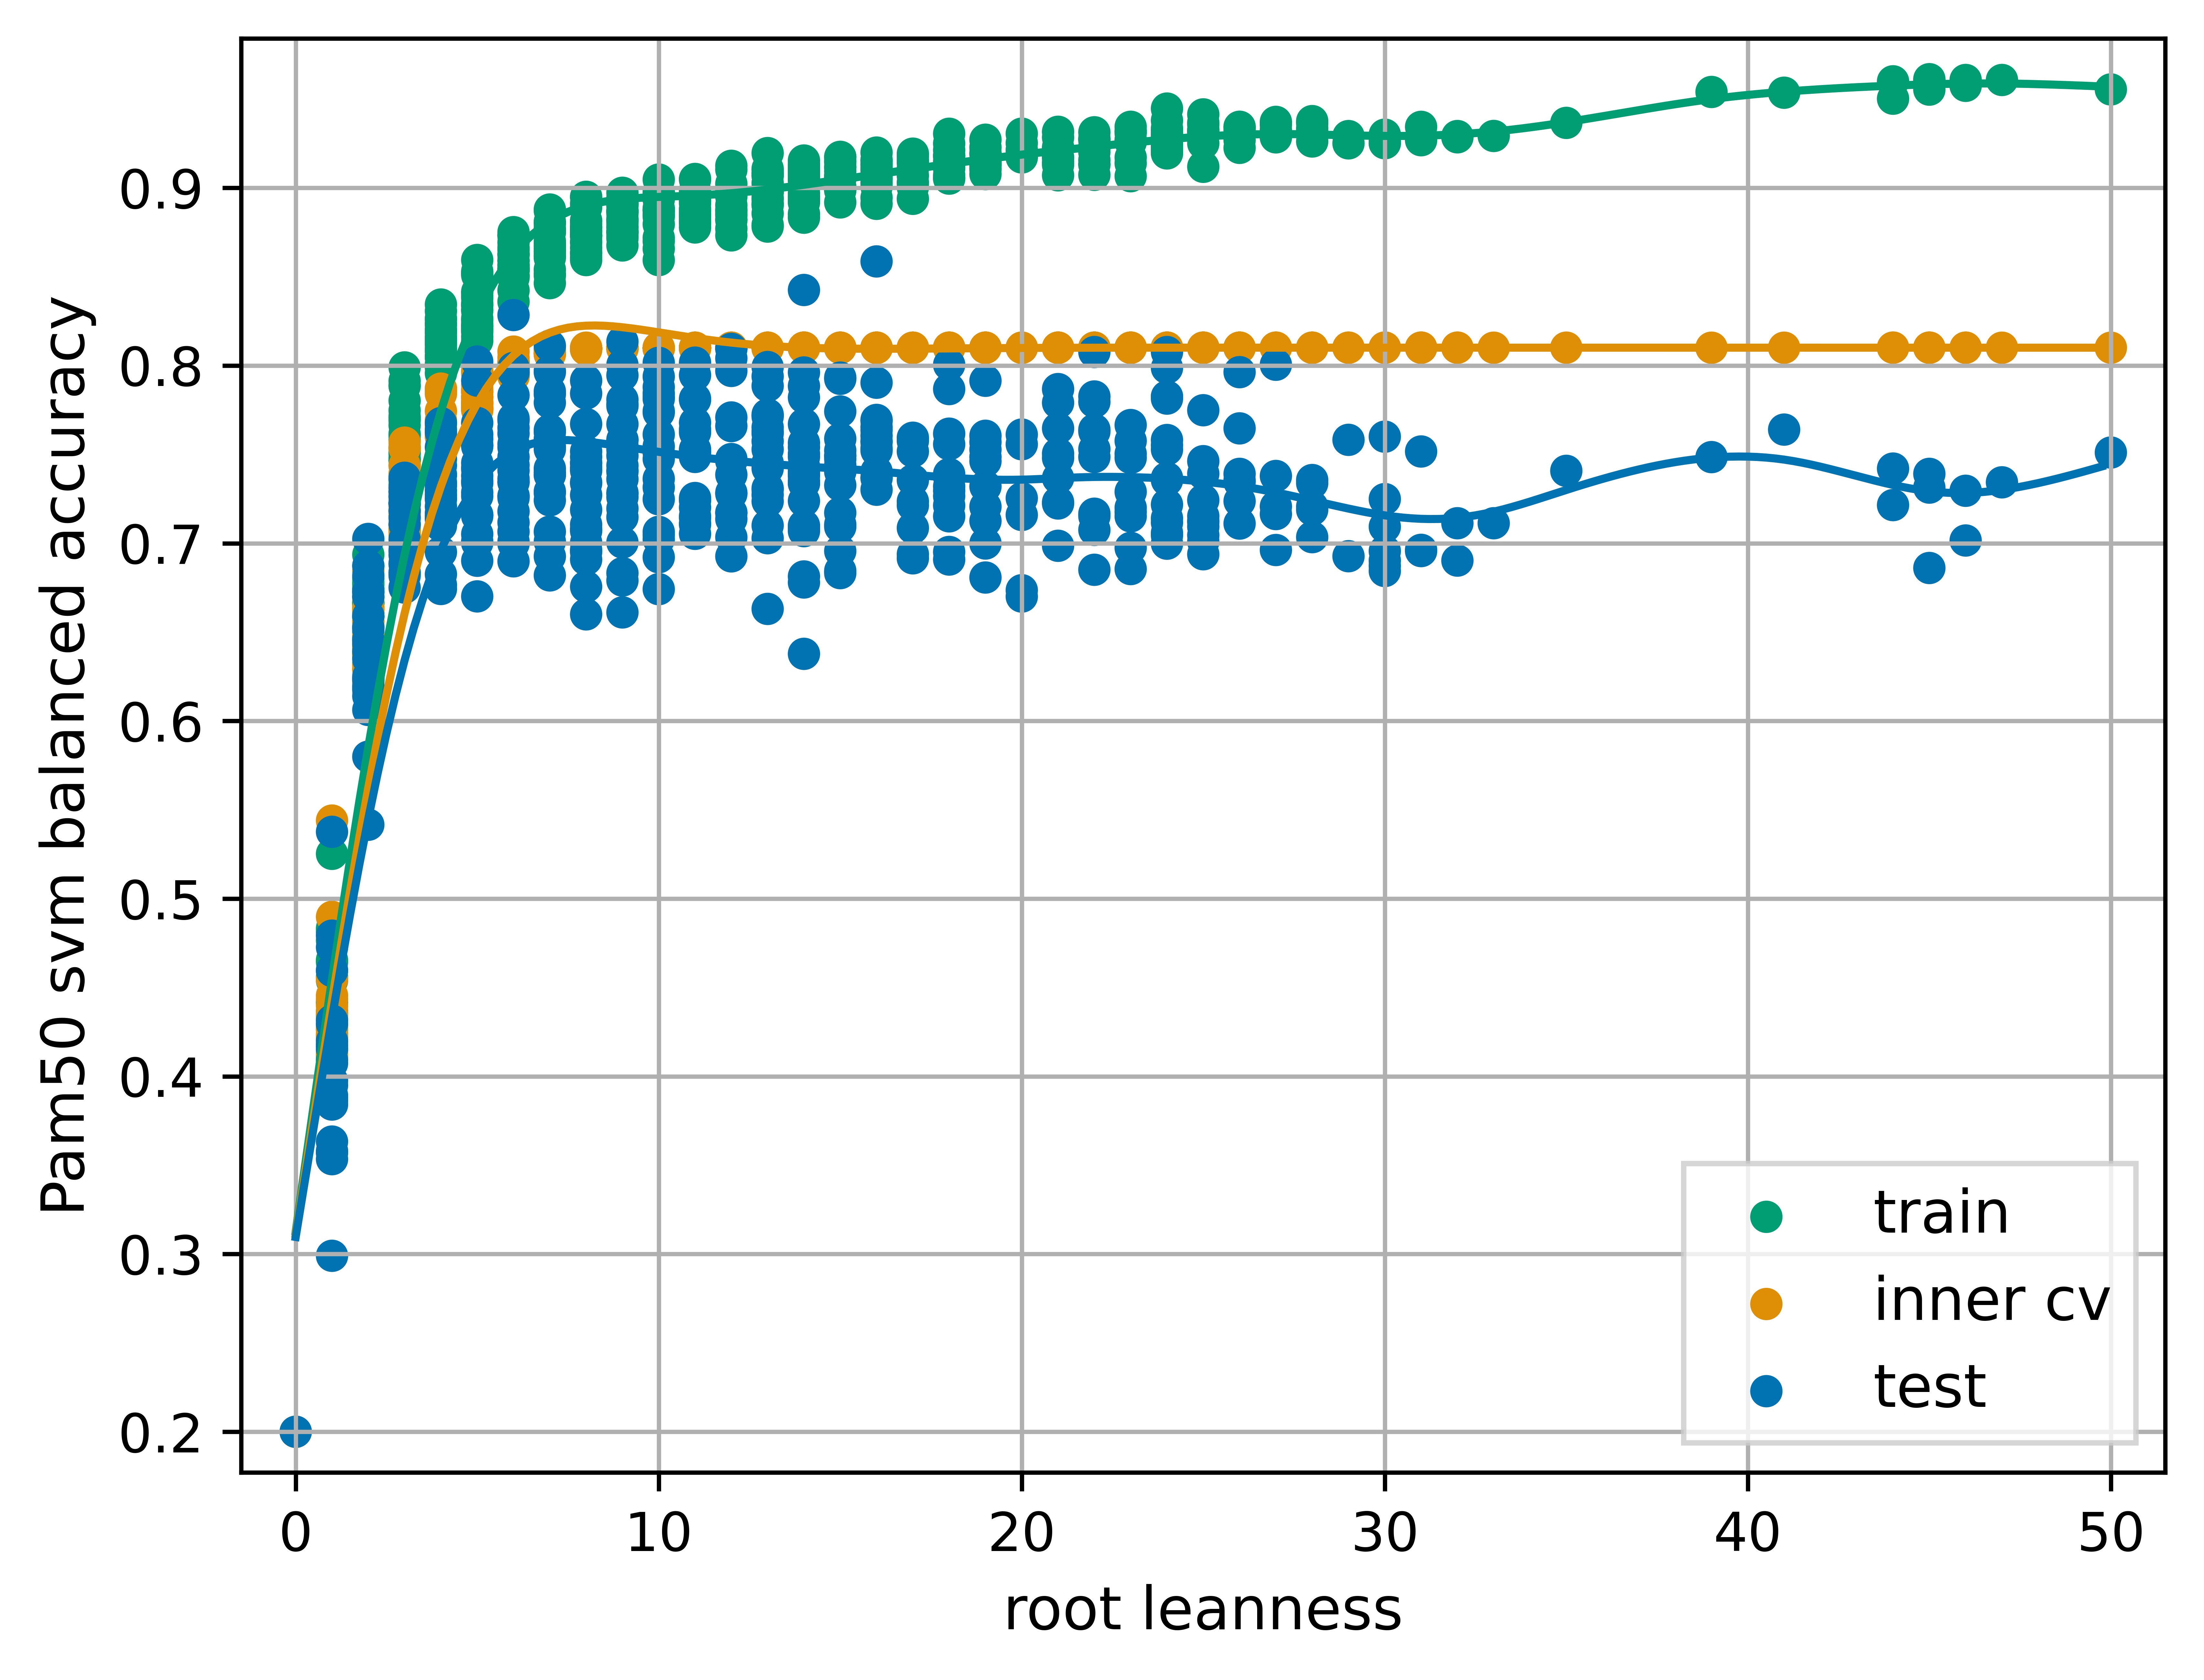 Pam50 svm balanced accuracy
0.9
0.8
0.7
0.6
0.5
0.4
0.3
0.2
0 10 20 30 40 50
root leanness
train
inner cv
test